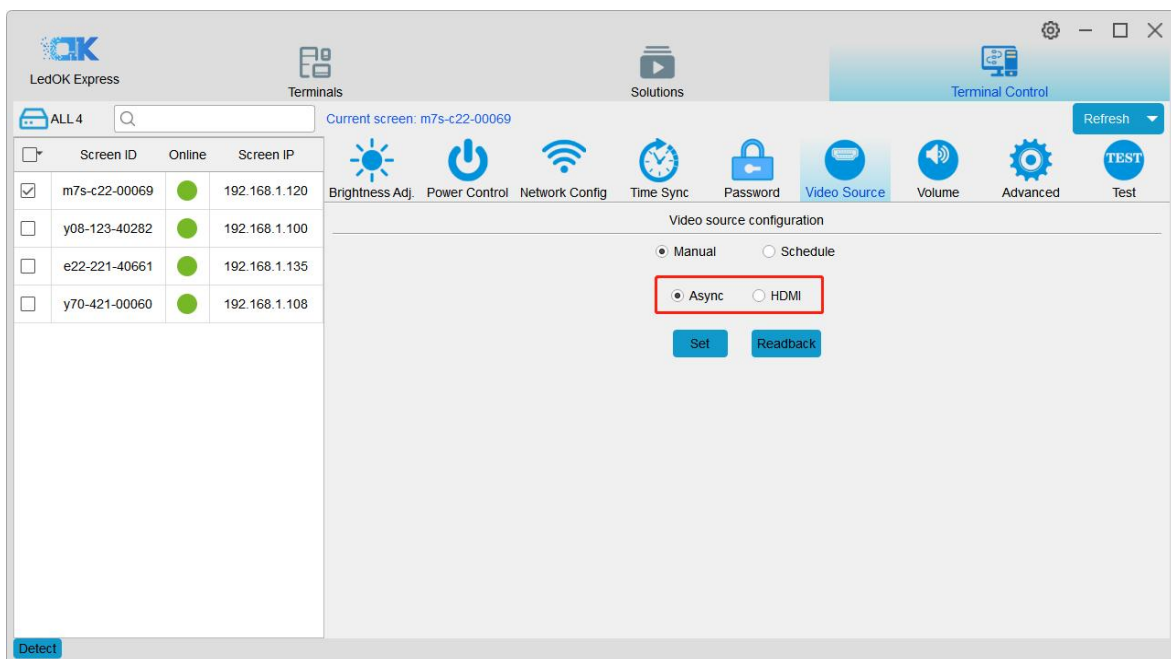 LedOK Express
Terminals
Solutions
Terminal Control
ALL 4
Current screen: m7s-c22-00069
Refresh
Screen ID Online Screen IP
m7s-c22-00069 192.168.1.120
y08-123-40282 192.168.1.100
e22-221-40661 192.168.1.135
y70-421-00060 192.168.1.108
Brightness Adj. Power Control Network Config Time Sync Password Video Source Volume Advanced TEST Test
Video source configuration
Manual Schedule
Async HDMI
Set Readback
Detect